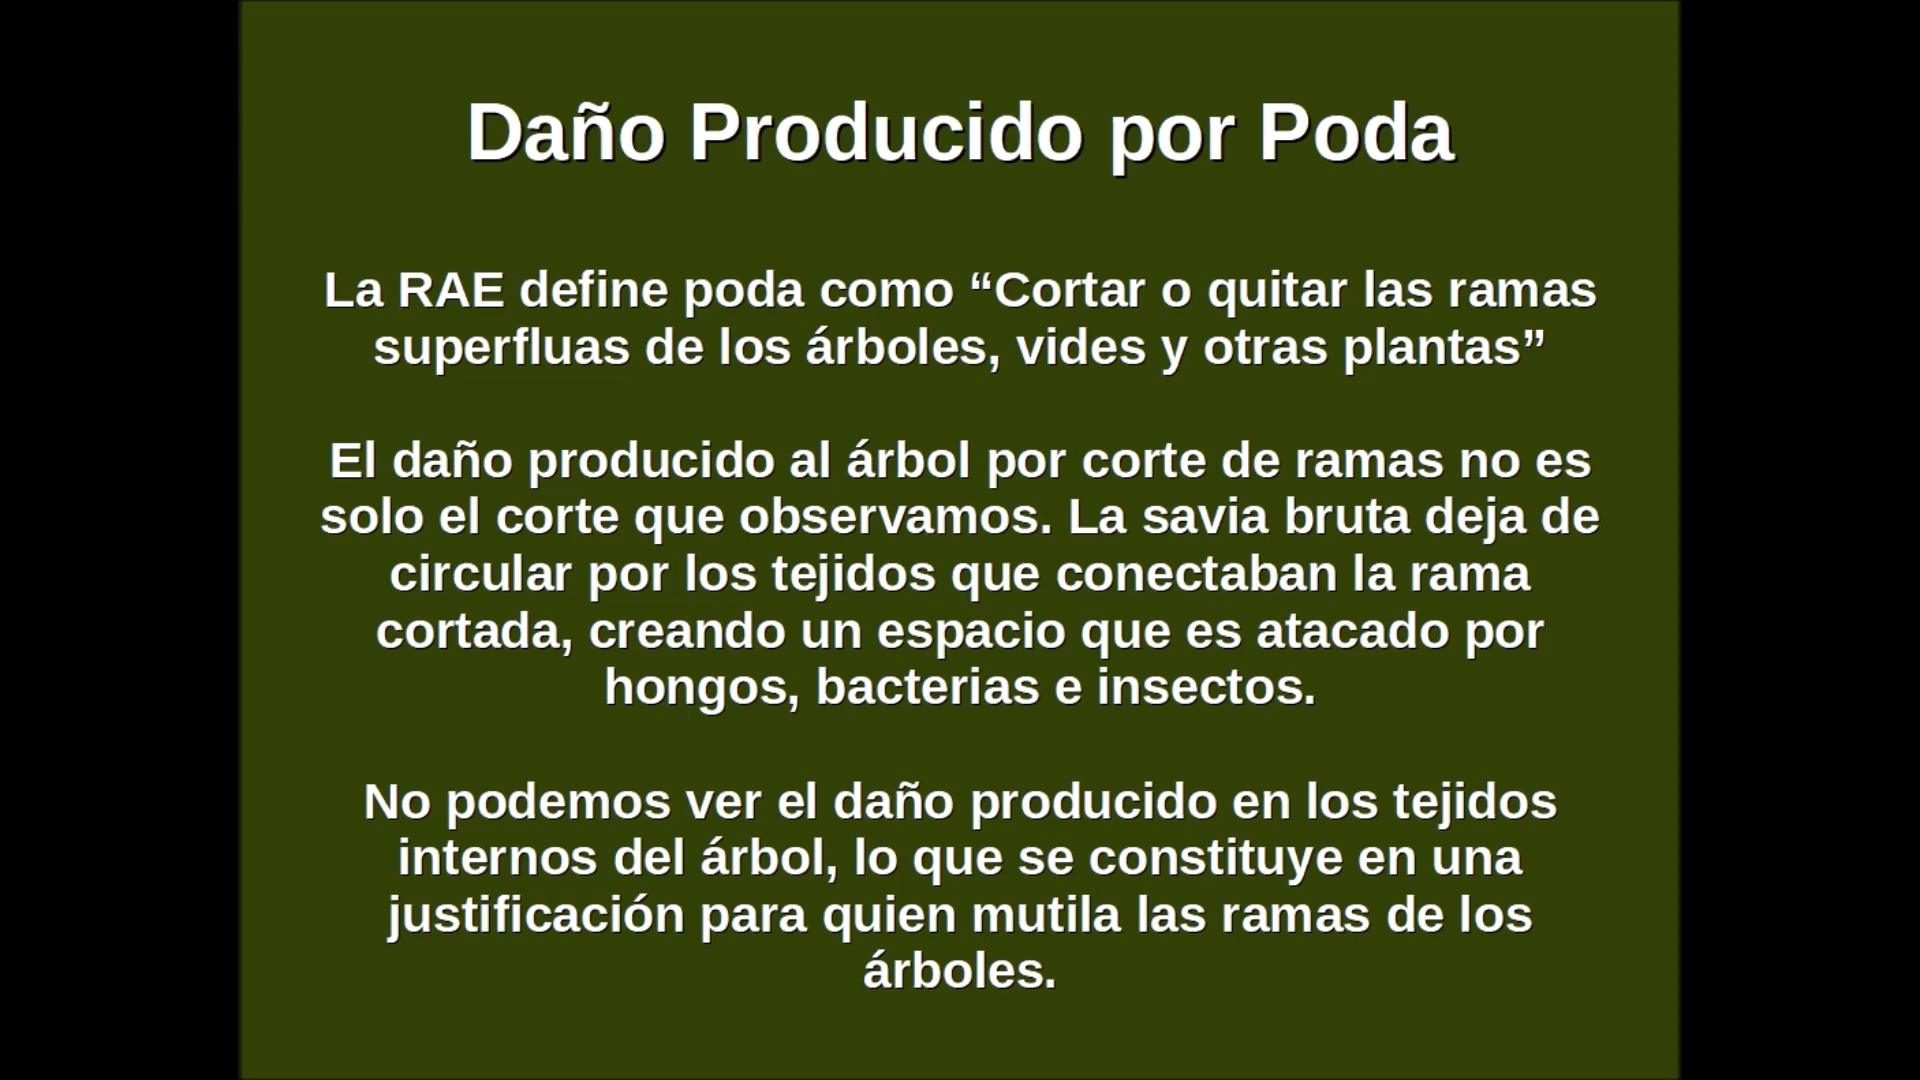 Daño Producido por Poda
La RAE define poda como “Cortar o quitar las ramas
superfluas de los árboles, vides y otras plantas”
El daño producido al árbol por corte de ramas no es
solo el corte que observamos. La savia bruta deja de
circular por los tejidos que conectaban la rama
cortada, creando un espacio que es atacado por
hongos, bacterias e insectos.
No podemos ver el daño producido en los tejidos
internos del árbol, lo que se constituye en una
justificación para quien mutila las ramas de los
árboles.